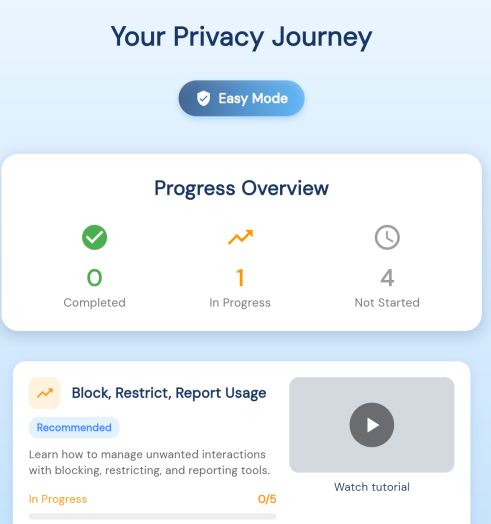 Your Privacy Journey
Easy Mode
Progress Overview
0
1
4
Completed
In Progress
Not Started
Block, Restrict, Report Usage
Recommended
Learn how to manage unwanted interactions
with blocking, restricting, and reporting tools.
In Progress
0/5
Watch tutorial